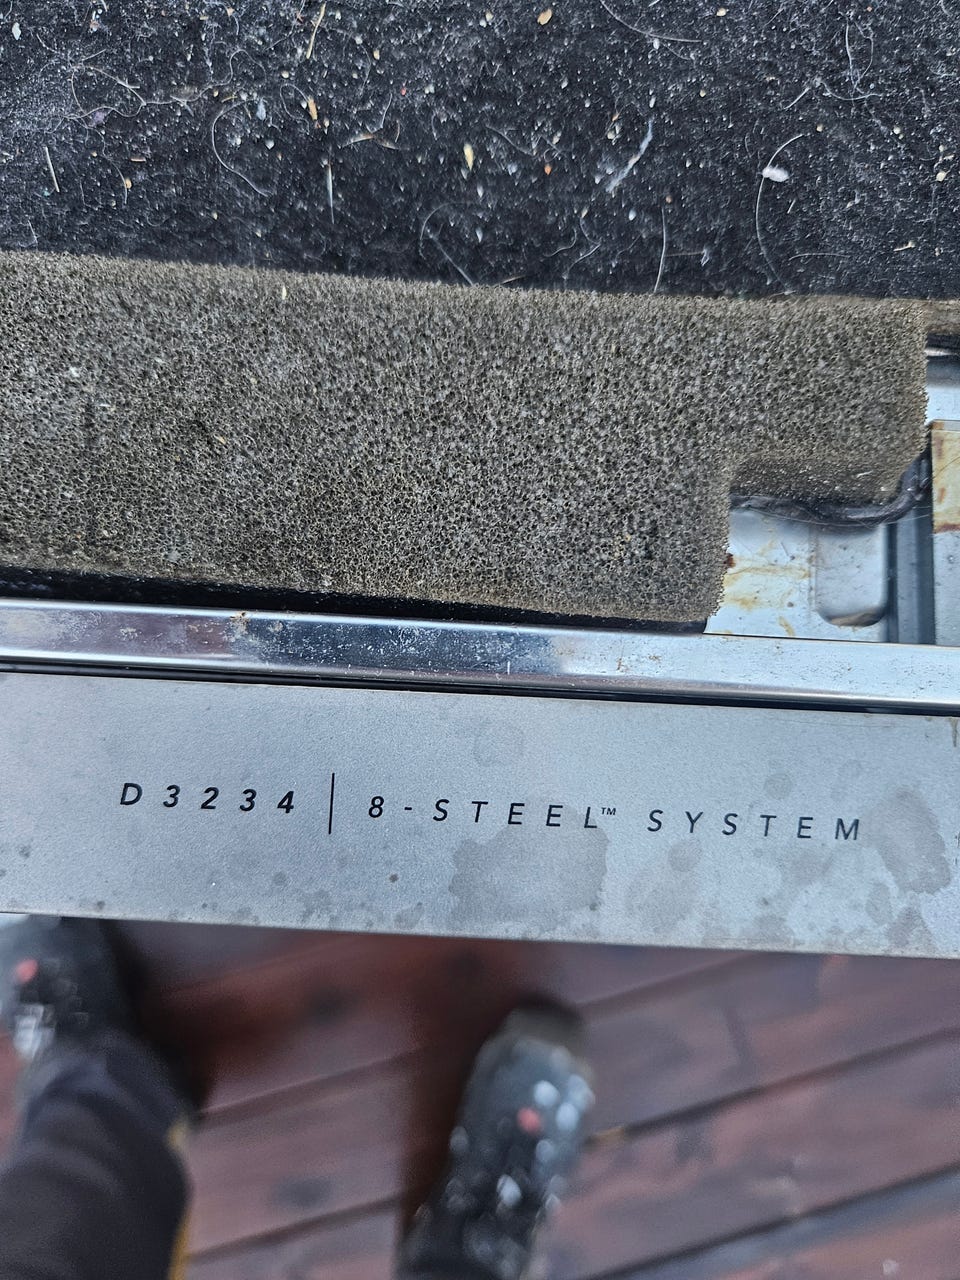 D3234 | 8-STEEL™ SYSTEM